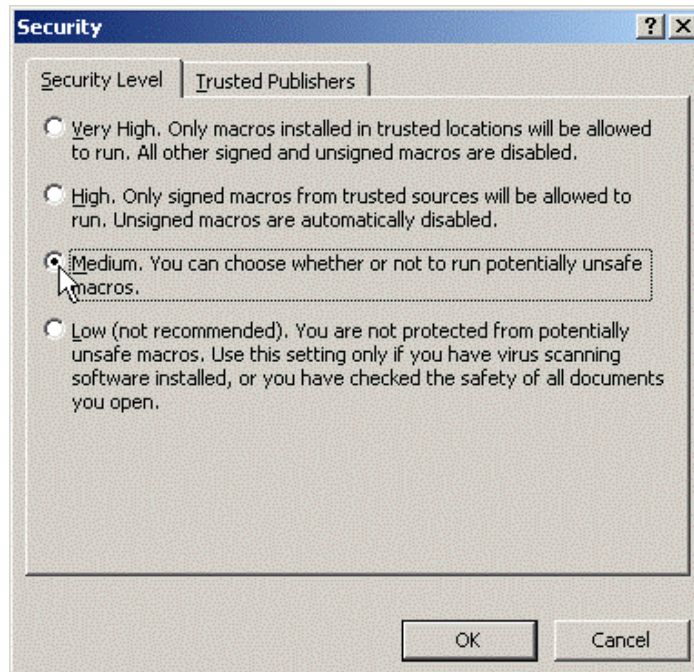 Security
Security Level
Trusted Publishers
Very High. Only macros installed in trusted locations will be allowed
to run. All other signed and unsigned macros are disabled.
High. Only signed macros from trusted sources will be allowed to
run. Unsigned macros are automatically disabled.
Medium. You can choose whether or not to run potentially unsafe
macros.
Low (not recommended). You are not protected from potentially
unsafe macros. Use this setting only if you have virus scanning
software installed, or you have checked the safety of all documents
you open.
OK
Cancel